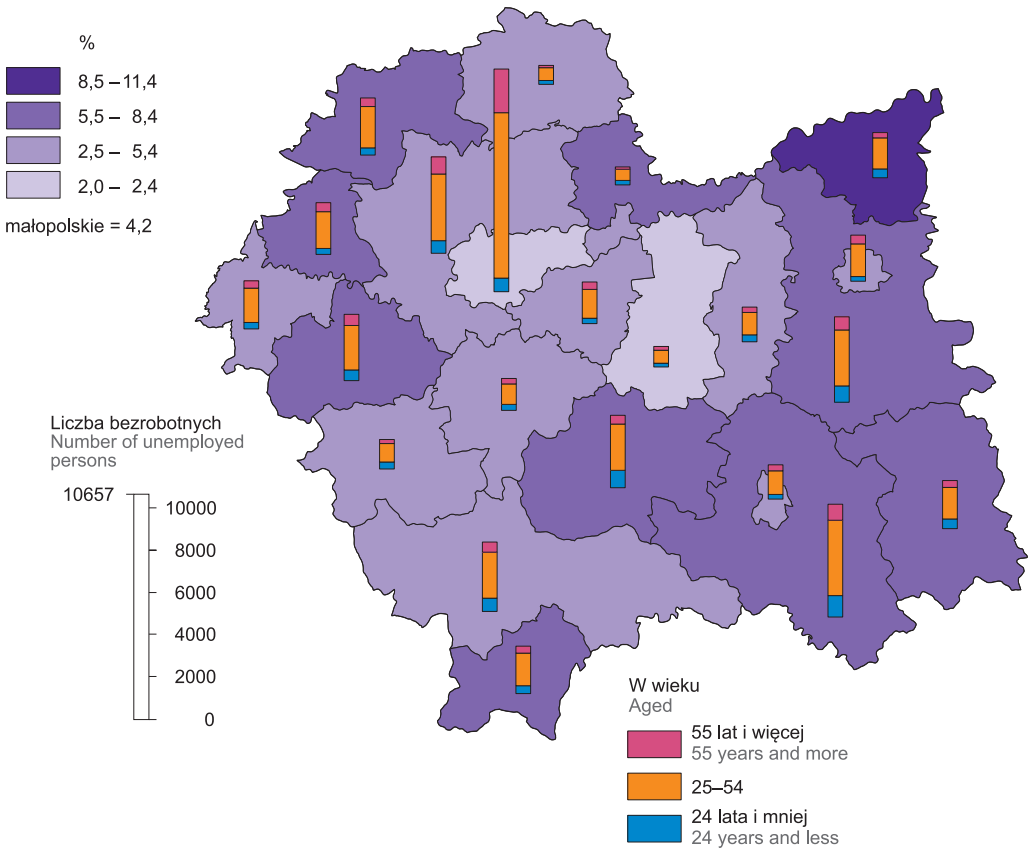 %
8,5 – 11,4
5,5 – 8,4
2,5 – 5,4
2,0 – 2,4
małopolskie = 4,2
Liczba bezrobotnych
Number of unemployed
persons
10657
10000
8000
6000
4000
2000
0
W wieku
Aged
55 lat i więcej
55 years and more
25–54
24 lata i mniej
24 years and less